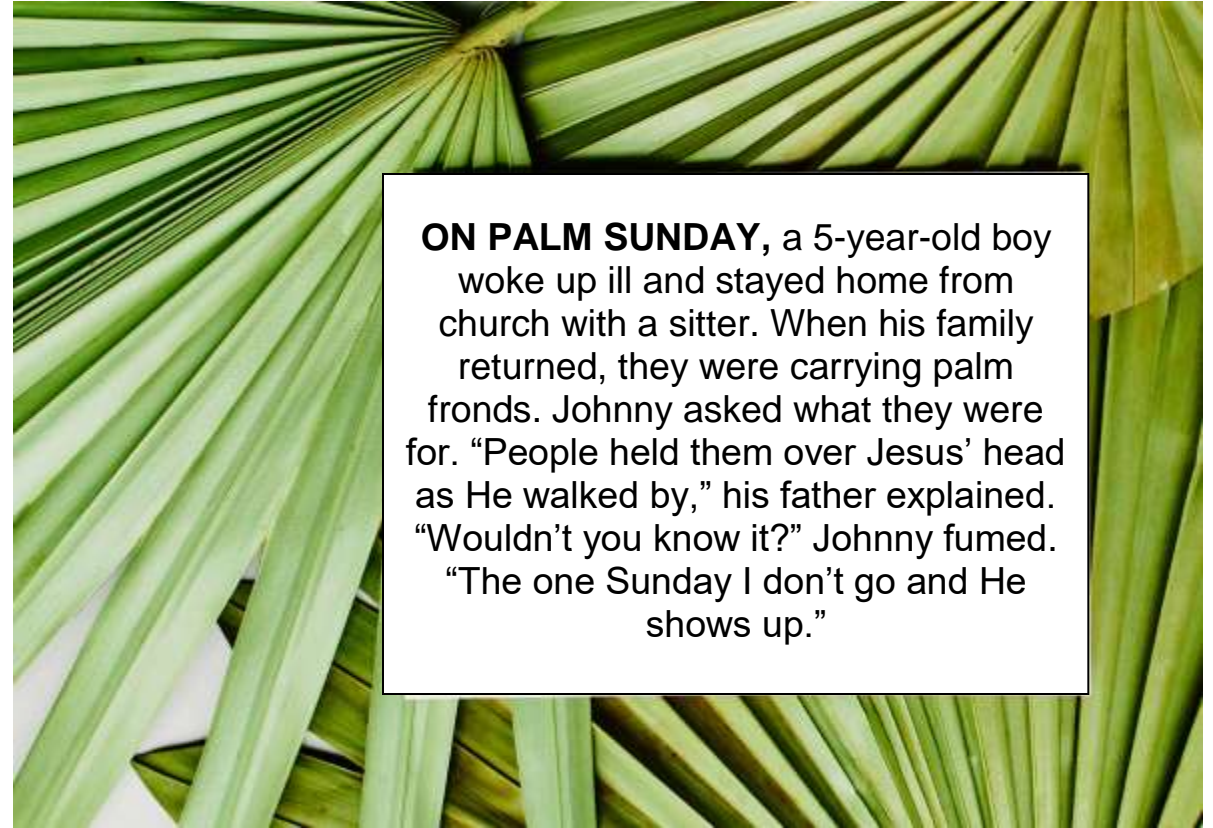 ON PALM SUNDAY, a 5-year-old boy
woke up ill and stayed home from
church with a sitter. When his family
returned, they were carrying palm
fronds. Johnny asked what they were
for. “People held them over Jesus’ head
as He walked by,” his father explained.
“Wouldn’t you know it?” Johnny fumed.
“The one Sunday I don’t go and He
shows up.”